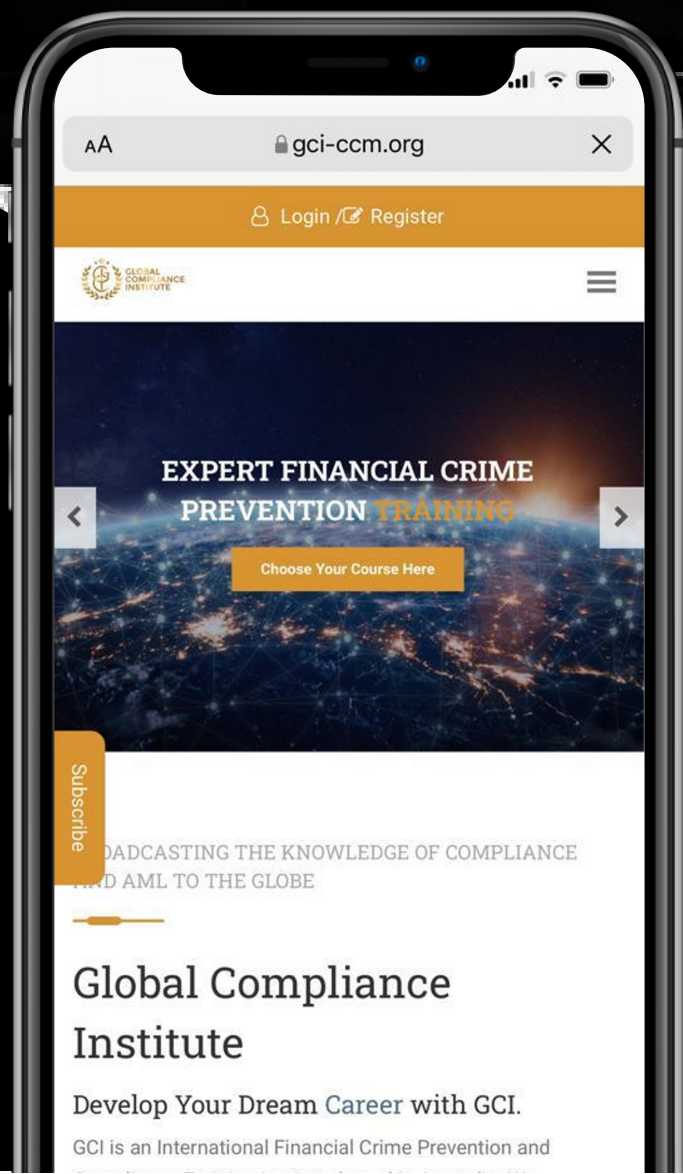 AA
gci-ccm.org
Login / Register
GLOBAL
COMPLIANCE
INSTITUTE
EXPERT FINANCIAL CRIME
PREVENTION TRAINING
Choose Your Course Here
Subscribe
THE KNOWLEDGE OF COMPLIANCE
AML TO THE GLOBE
Global Compliance
Institute
Develop Your Dream Career with GCI.
GCI is an International Financial Crime Prevention and